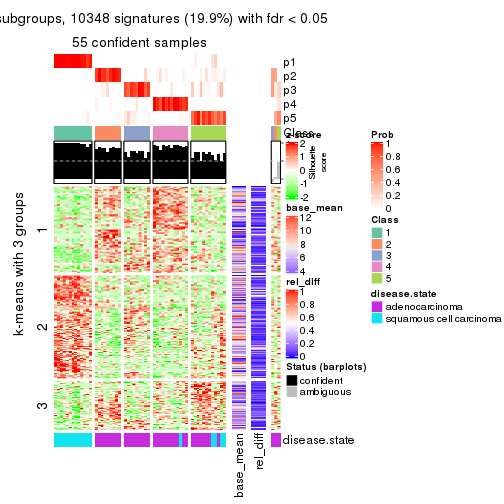 subgroups, 10348 signatures (19.9%) with fdr < 0.05
55 confident samples
p1
p2
p3
p4
p5
Class
Silhouette
score
k-means with 3 groups
1
2
3
base_mean
rel_diff
disease.state
z-score
2
1
0
-1
-2
base_mean
12
10
8
6
4
rel_diff
1
0.8
0.6
0.4
0.2
0
Status (barplots)
confident
ambiguous
Prob
1
0.8
0.6
0.4
0.2
0
Class
1
2
3
4
5
disease.state
adenocarcinoma
squamous cell carcinoma